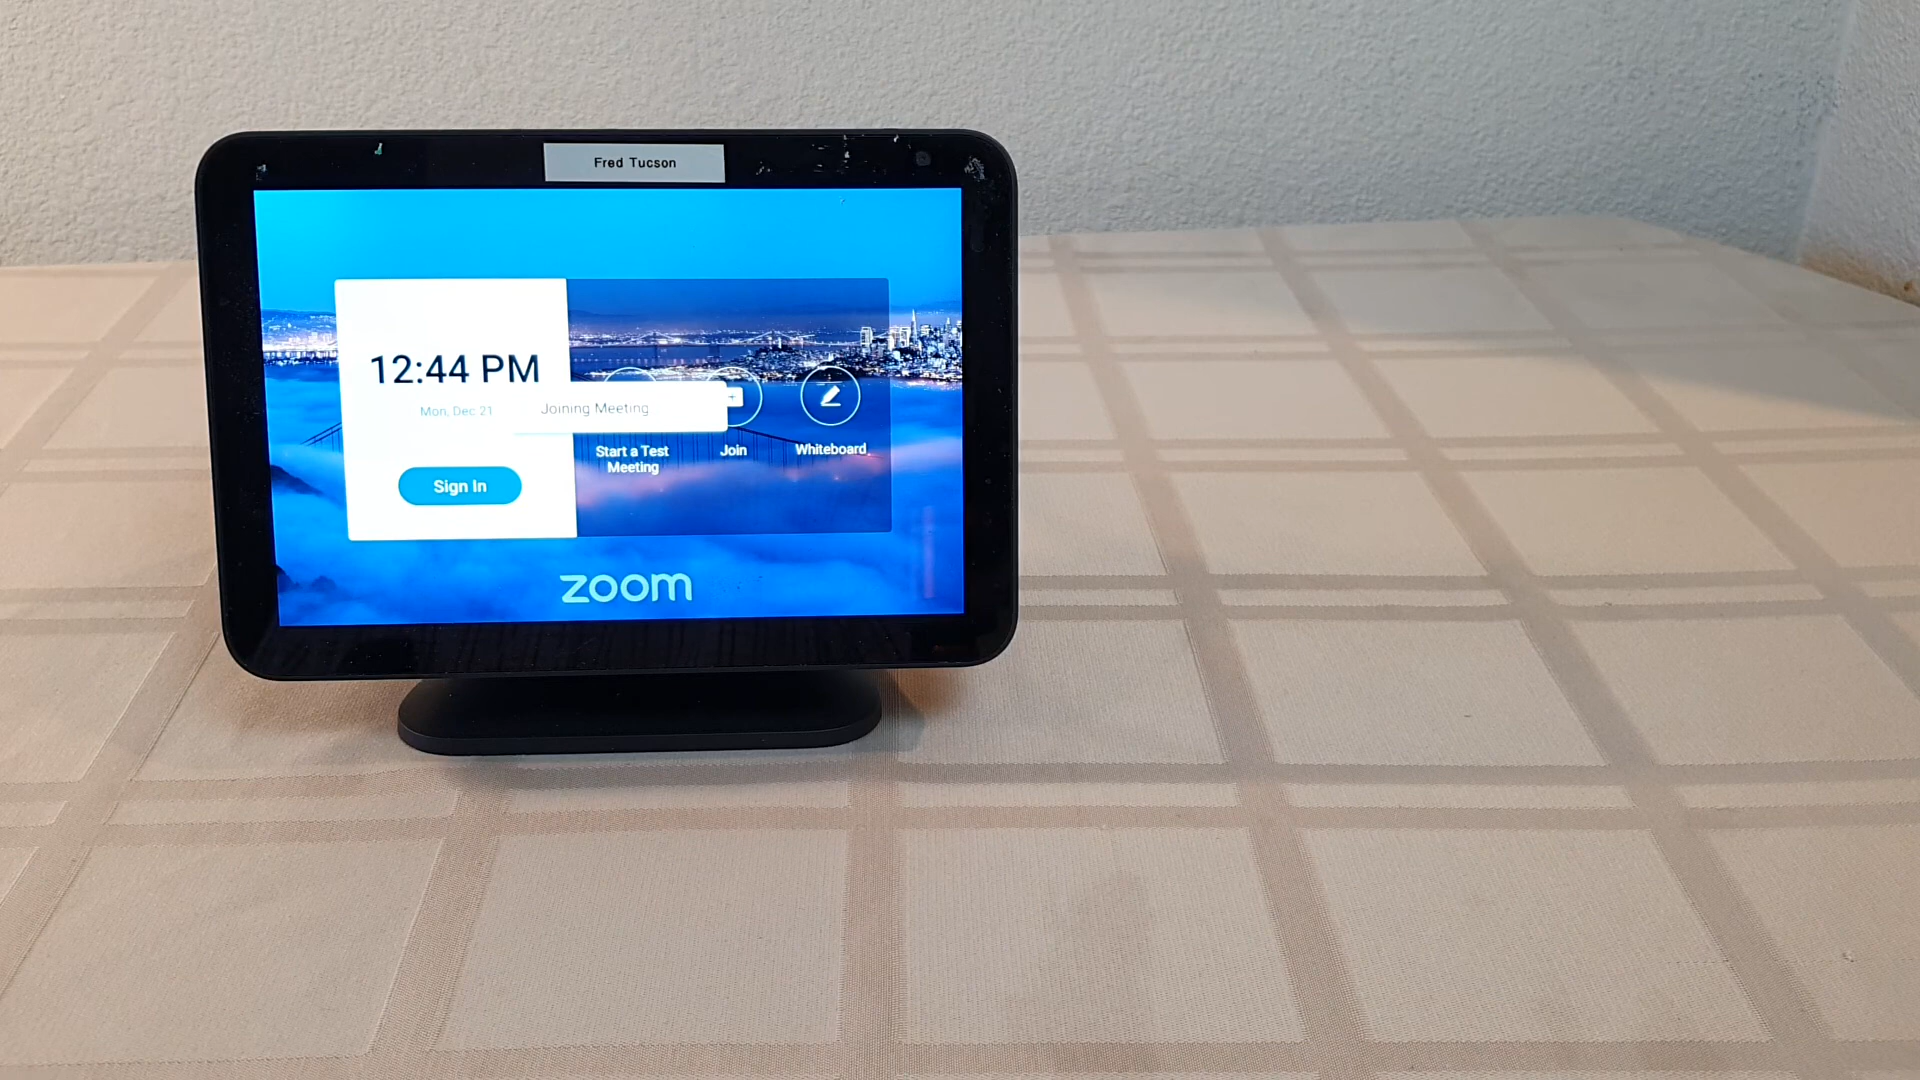 Fred Tucson
12:44 PM
Mon, Dec 21
Joining Meeting
Sign In
Start a Test
Meeting
Join
Whiteboard
zoom